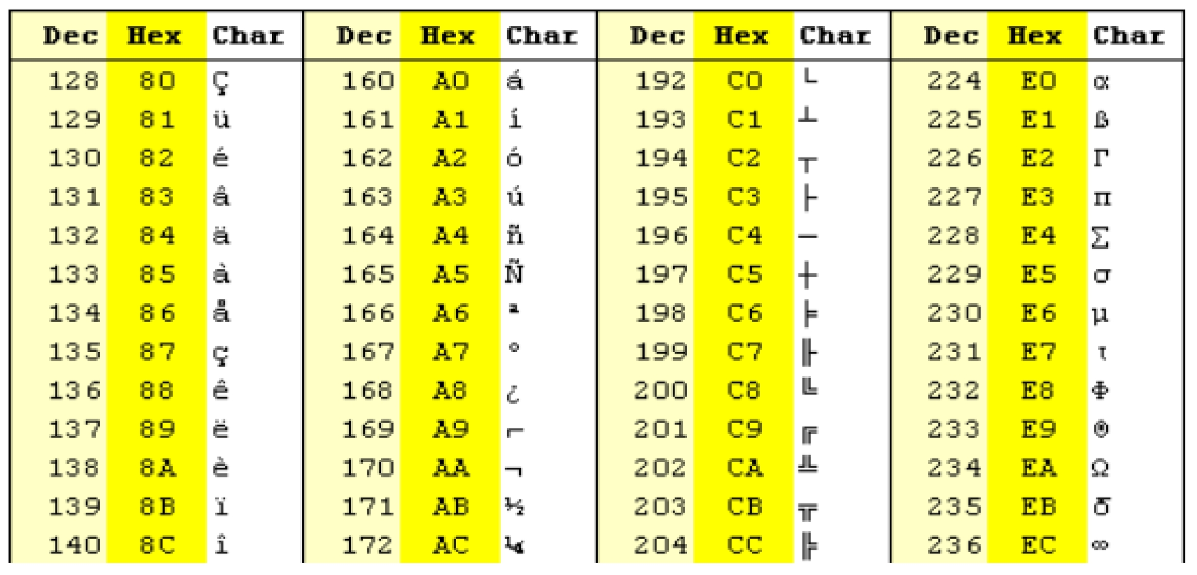 Dec Hex Char Dec Hex Char Dec Hex Char Dec Hex Char
128 80 Ç 160 A0 á 192 C0 └ 224 E0 α
129 81 ü 161 A1 í 193 C1 ┴ 225 E1 ß
130 82 é 162 A2 ó 194 C2 ┬ 226 E2 Γ
131 83 â 163 A3 ú 195 C3 ├ 227 E3 π
132 84 ä 164 A4 ñ 196 C4 ─ 228 E4 Σ
133 85 à 165 A5 Ñ 197 C5 ┼ 229 E5 σ
134 86 å 166 A6 ª 198 C6 ╞ 230 E6 µ
135 87 ç 167 A7 º 199 C7 ╟ 231 E7 τ
136 88 ê 168 A8 ¿ 200 C8 ╚ 232 E8 Φ
137 89 ë 169 A9 ⌐ 201 C9 ╔ 233 E9 Θ
138 8A è 170 AA ¬ 202 CA ╩ 234 EA Ω
139 8B ï 171 AB ½ 203 CB ╦ 235 EB δ
140 8C î 172 AC ¼ 204 CC ╠ 236 EC ∞